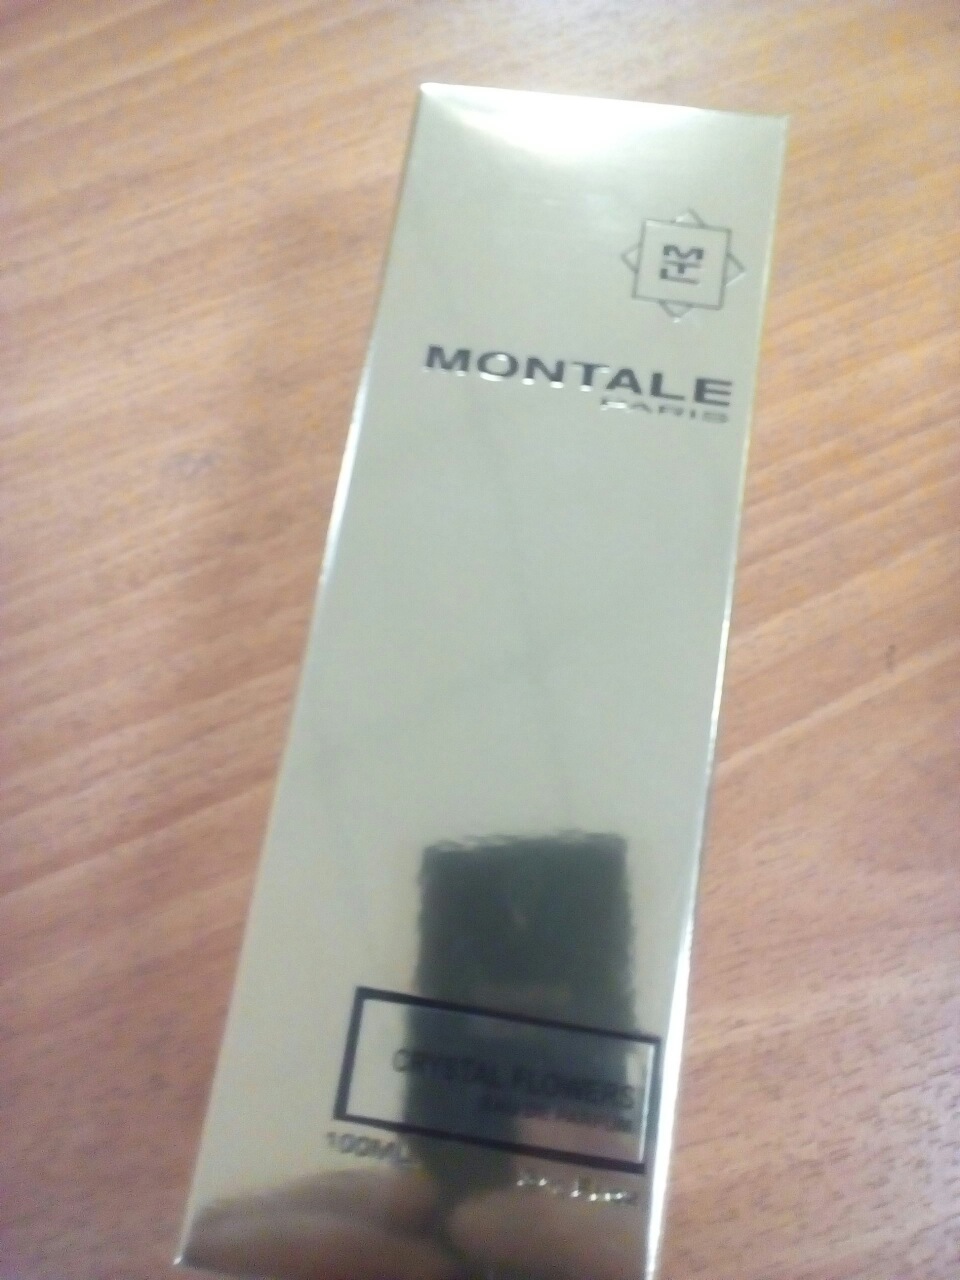 MONTALE
PARIS
CRYSTAL FLOWERS
EAU DE PARFUM
100ML